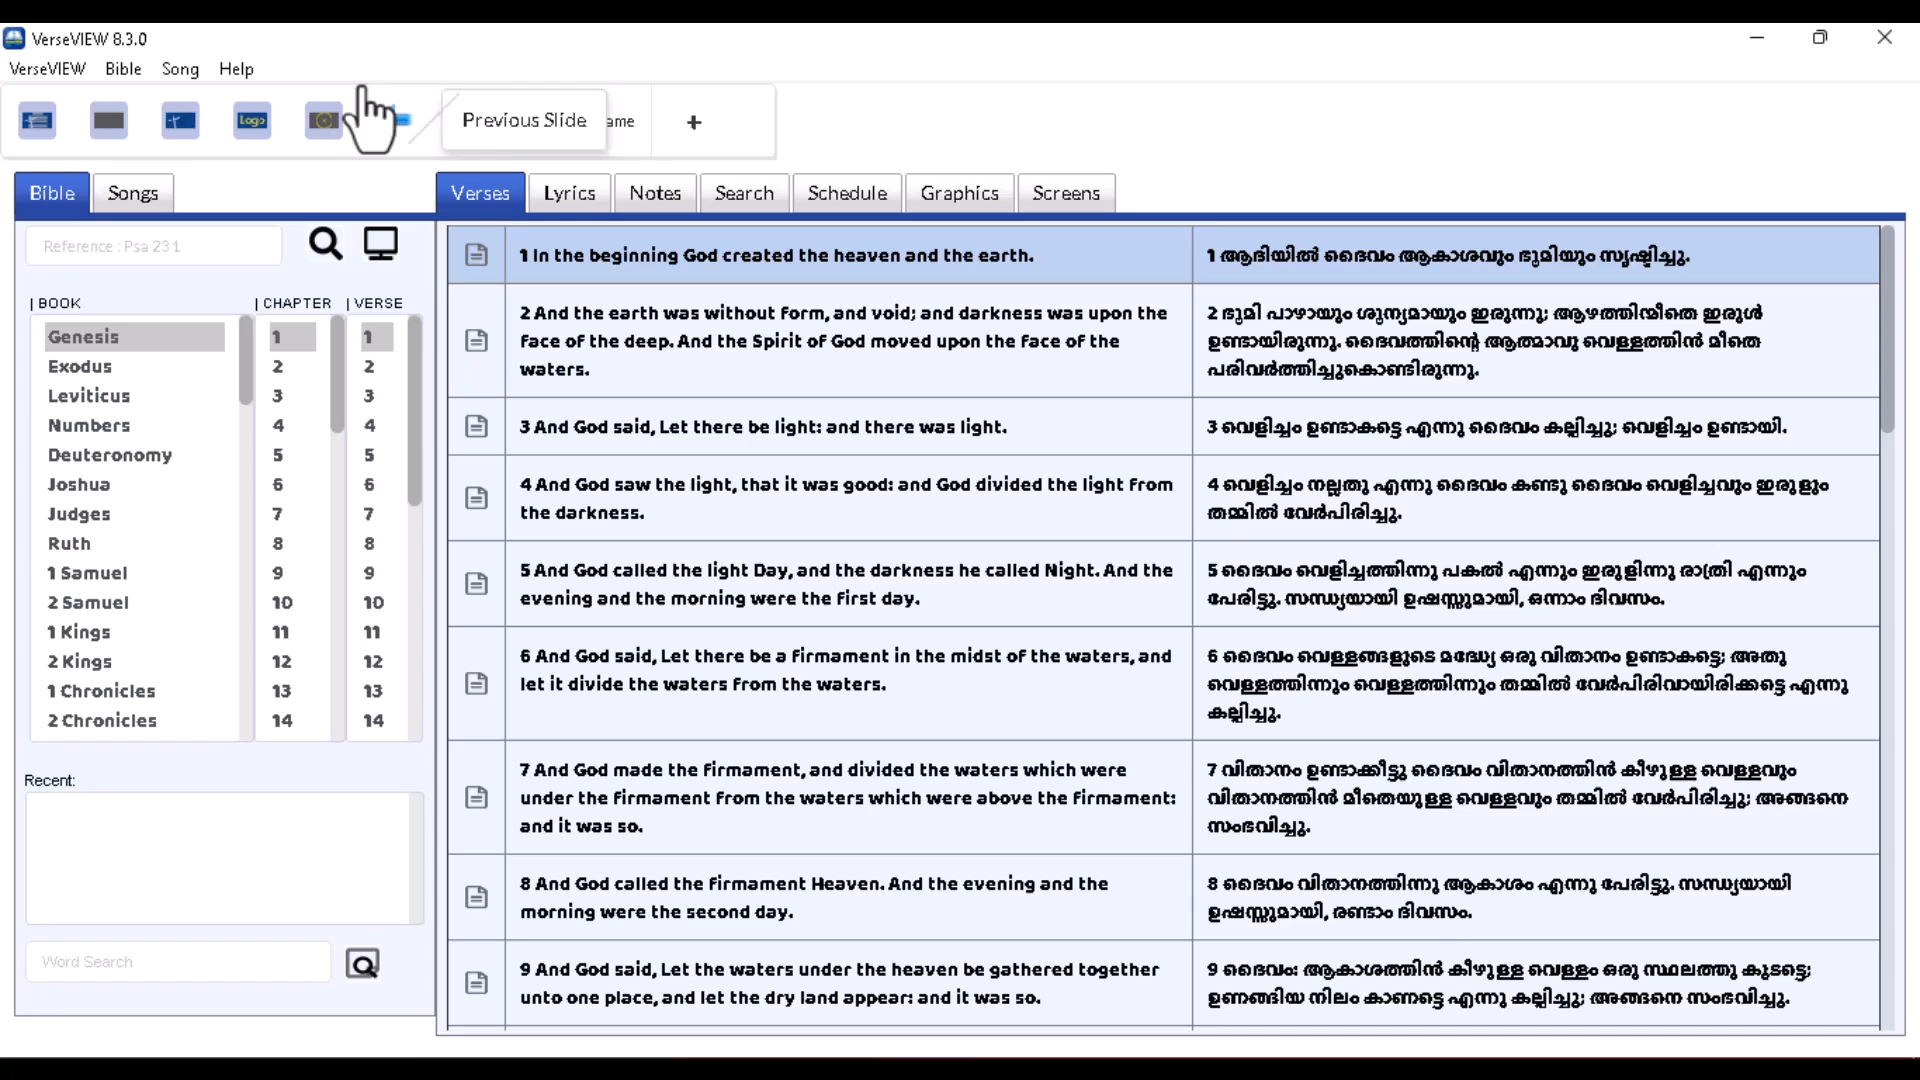 VerseVIEW 8.3.0
VerseVIEW Bible Song Help
Logo Previous Slide ame +
Bible Songs
Verses Lyrics Notes Search Schedule Graphics Screens
Reference : Psa 23 1
| BOOK | CHAPTER | VERSE
Genesis 1 1
Exodus 2 2
Leviticus 3 3
Numbers 4 4
Deuteronomy 5 5
Joshua 6 6
Judges 7 7
Ruth 8 8
1 Samuel 9 9
2 Samuel 10 10
1 Kings 11 11
2 Kings 12 12
1 Chronicles 13 13
2 Chronicles 14 14
Recent:
Word Search
1 In the beginning God created the heaven and the earth.
1 ആദിയിൽ ദൈവം ആകാശവും ഭൂമിയും സൃഷ്ടിച്ചു.
2 And the earth was without form, and void; and darkness was upon the
face of the deep. And the Spirit of God moved upon the face of the
waters.
2 ഭൂമി പാഴായും ശൂന്യമായും ഇരുന്നു; ആഴത്തിന്മീതെ ഇരുൾ
ഉണ്ടായിരുന്നു. ദൈവത്തിന്റെ ആത്മാവു വെള്ളത്തിൻ മീതെ
പരിവർത്തിച്ചുകൊണ്ടിരുന്നു.
3 And God said, Let there be light: and there was light.
3 വെളിച്ചം ഉണ്ടാകട്ടെ എന്നു ദൈവം കല്പിച്ചു; വെളിച്ചം ഉണ്ടായി.
4 And God saw the light, that it was good: and God divided the light from
the darkness.
4 വെളിച്ചം നല്ലതു എന്നു ദൈവം കണ്ടു ദൈവം വെളിച്ചവും ഇരുളും
തമ്മിൽ വേർപിരിച്ചു.
5 And God called the light Day, and the darkness he called Night. And the
evening and the morning were the first day.
5 ദൈവം വെളിച്ചത്തിന്നു പകൽ എന്നും ഇരുളിന്നു രാത്രി എന്നും
പേരിട്ടു. സന്ധ്യയായി ഉഷസ്സുമായി, ഒന്നാം ദിവസം.
6 And God said, Let there be a firmament in the midst of the waters, and
let it divide the waters from the waters.
6 ദൈവം വെള്ളങ്ങളുടെ മദ്ധ്യേ ഒരു വിതാനം ഉണ്ടാകട്ടെ; അതു
വെള്ളത്തിന്നും വെള്ളത്തിന്നും തമ്മിൽ വേർപിരിവായിരിക്കട്ടെ എന്നു
കല്പിച്ചു.
7 And God made the firmament, and divided the waters which were
under the firmament from the waters which were above the firmament:
and it was so.
7 വിതാനം ഉണ്ടാക്കീട്ടു ദൈവം വിതാനത്തിൻ കീഴുള്ള വെള്ളവും
വിതാനത്തിൻ മീതെയുള്ള വെള്ളവും തമ്മിൽ വേർപിരിച്ചു; അങ്ങനെ
സംഭവിച്ചു.
8 And God called the firmament Heaven. And the evening and the
morning were the second day.
8 ദൈവം വിതാനത്തിന്നു ആകാശം എന്നു പേരിട്ടു. സന്ധ്യയായി
ഉഷസ്സുമായി, രണ്ടാം ദിവസം.
9 And God said, Let the waters under the heaven be gathered together
unto one place, and let the dry land appear: and it was so.
9 ദൈവം: ആകാശത്തിൻ കീഴുള്ള വെള്ളം ഒരു സ്ഥലത്തു കൂടട്ടെ;
ഉണങ്ങിയ നിലം കാണട്ടെ എന്നു കല്പിച്ചു; അങ്ങനെ സംഭവിച്ചു.